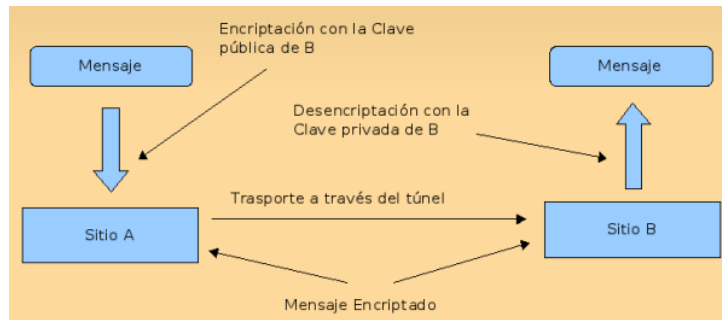 Encriptación con la Clave
pública de B
Mensaje
Mensaje
Desencriptación con la
Clave privada de B
Trasporte a través del túnel
Sitio A
Sitio B
Mensaje Encriptado